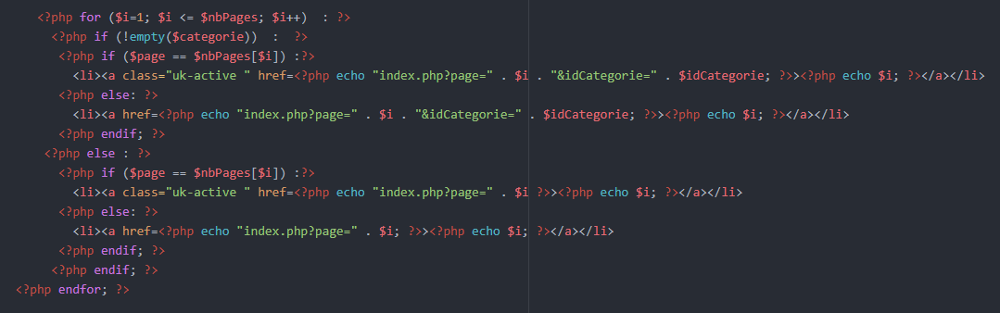 <?php for ($i=1; $i <= $nbPages; $i++)  : ?>
<?php if (!empty($categorie))  :  ?>
<?php if ($page == $nbPages[$i]) :?>
<li><a class="uk-active " href=<?php echo "index.php?page=" . $i . "&idCategorie=" . $idCategorie; ?>><?php echo $i; ?></a></li>
<?php else: ?>
<li><a href=<?php echo "index.php?page=" . $i . "&idCategorie=" . $idCategorie; ?>><?php echo $i; ?></a></li>
<?php endif; ?>
<?php else : ?>
<?php if ($page == $nbPages[$i]) :?>
<li><a class="uk-active " href=<?php echo "index.php?page=" . $i ?>><?php echo $i; ?></a></li>
<?php else: ?>
<li><a href=<?php echo "index.php?page=" . $i; ?>><?php echo $i; ?></a></li>
<?php endif; ?>
<?php endif; ?>
<?php endfor; ?>